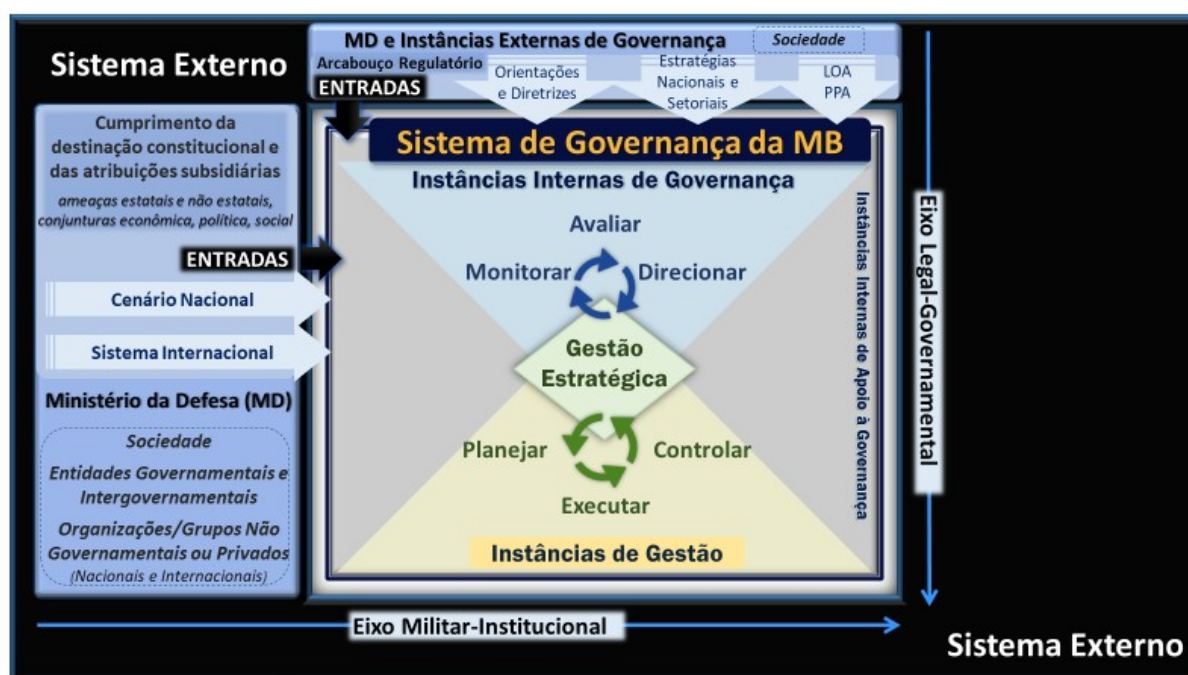 Sistema Externo
MD e Instâncias Externas de Governança
Sociedade
Arcabouço Regulatório
ENTRADAS
Orientações
e Diretrizes
Estratégias
Nacionais e
Setoriais
LOA
PPA
Cumprimento da
destinação constitucional e
das atribuições subsidiárias
ameaças estatais e não estatais,
conjunturas econômica, política, social
ENTRADAS
Cenário Nacional
Sistema Internacional
Ministério da Defesa (MD)
Sociedade
Entidades Governamentais e
Intergovernamentais
Organizações/Grupos Não
Governamentais ou Privados
(Nacionais e Internacionais)
Sistema de Governança da MB
Instâncias Internas de Governança
Avaliar
Monitorar
Direcionar
Gestão
Estratégica
Planejar
Controlar
Executar
Instâncias de Gestão
Instâncias Internas de Apoio à Governança
Eixo Legal-Governamental
Eixo Militar-Institucional
Sistema Externo